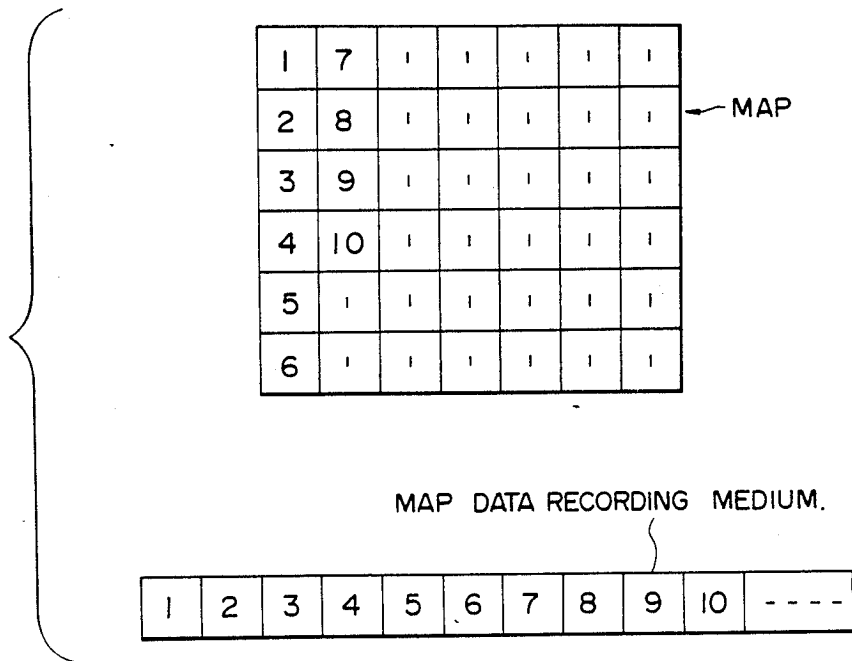 1 7 ı ı ı ı ı
2 8 ı ı ı ı ı
MAP
3 9 ı ı ı ı ı
4 10 ı ı ı ı ı
5 ı ı ı ı ı ı
6 ı ı ı ı ı ı
MAP DATA RECORDING MEDIUM.
1 2 3 4 5 6 7 8 9 10 ----